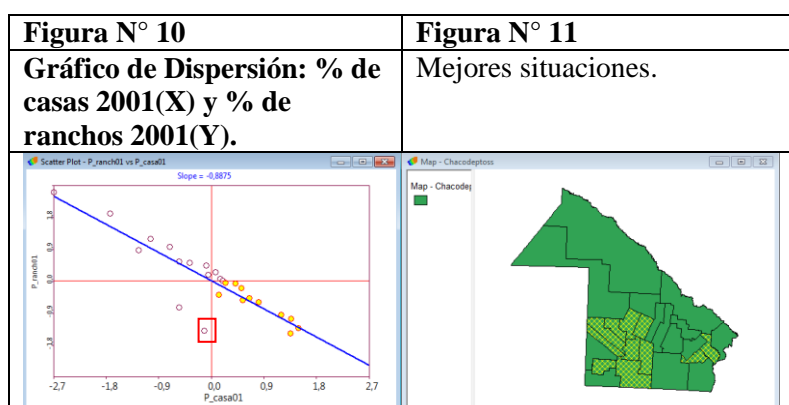 Figura N° 10
Figura N° 11
Gráfico de Dispersión: % de
casas 2001(X) y % de
ranchos 2001(Y).
Mejores situaciones.
Scatter Plot - P_ranch01 vs P_casa01
Slope = -0,8875
1,8
0,9
0,0
-0,9
-1,8
P_ranch01
-2,7 -1,8 -0,9 0,0 0,9 1,8 2,7
P_casa01
Map - Chacodeptoss
Map - Chacodep